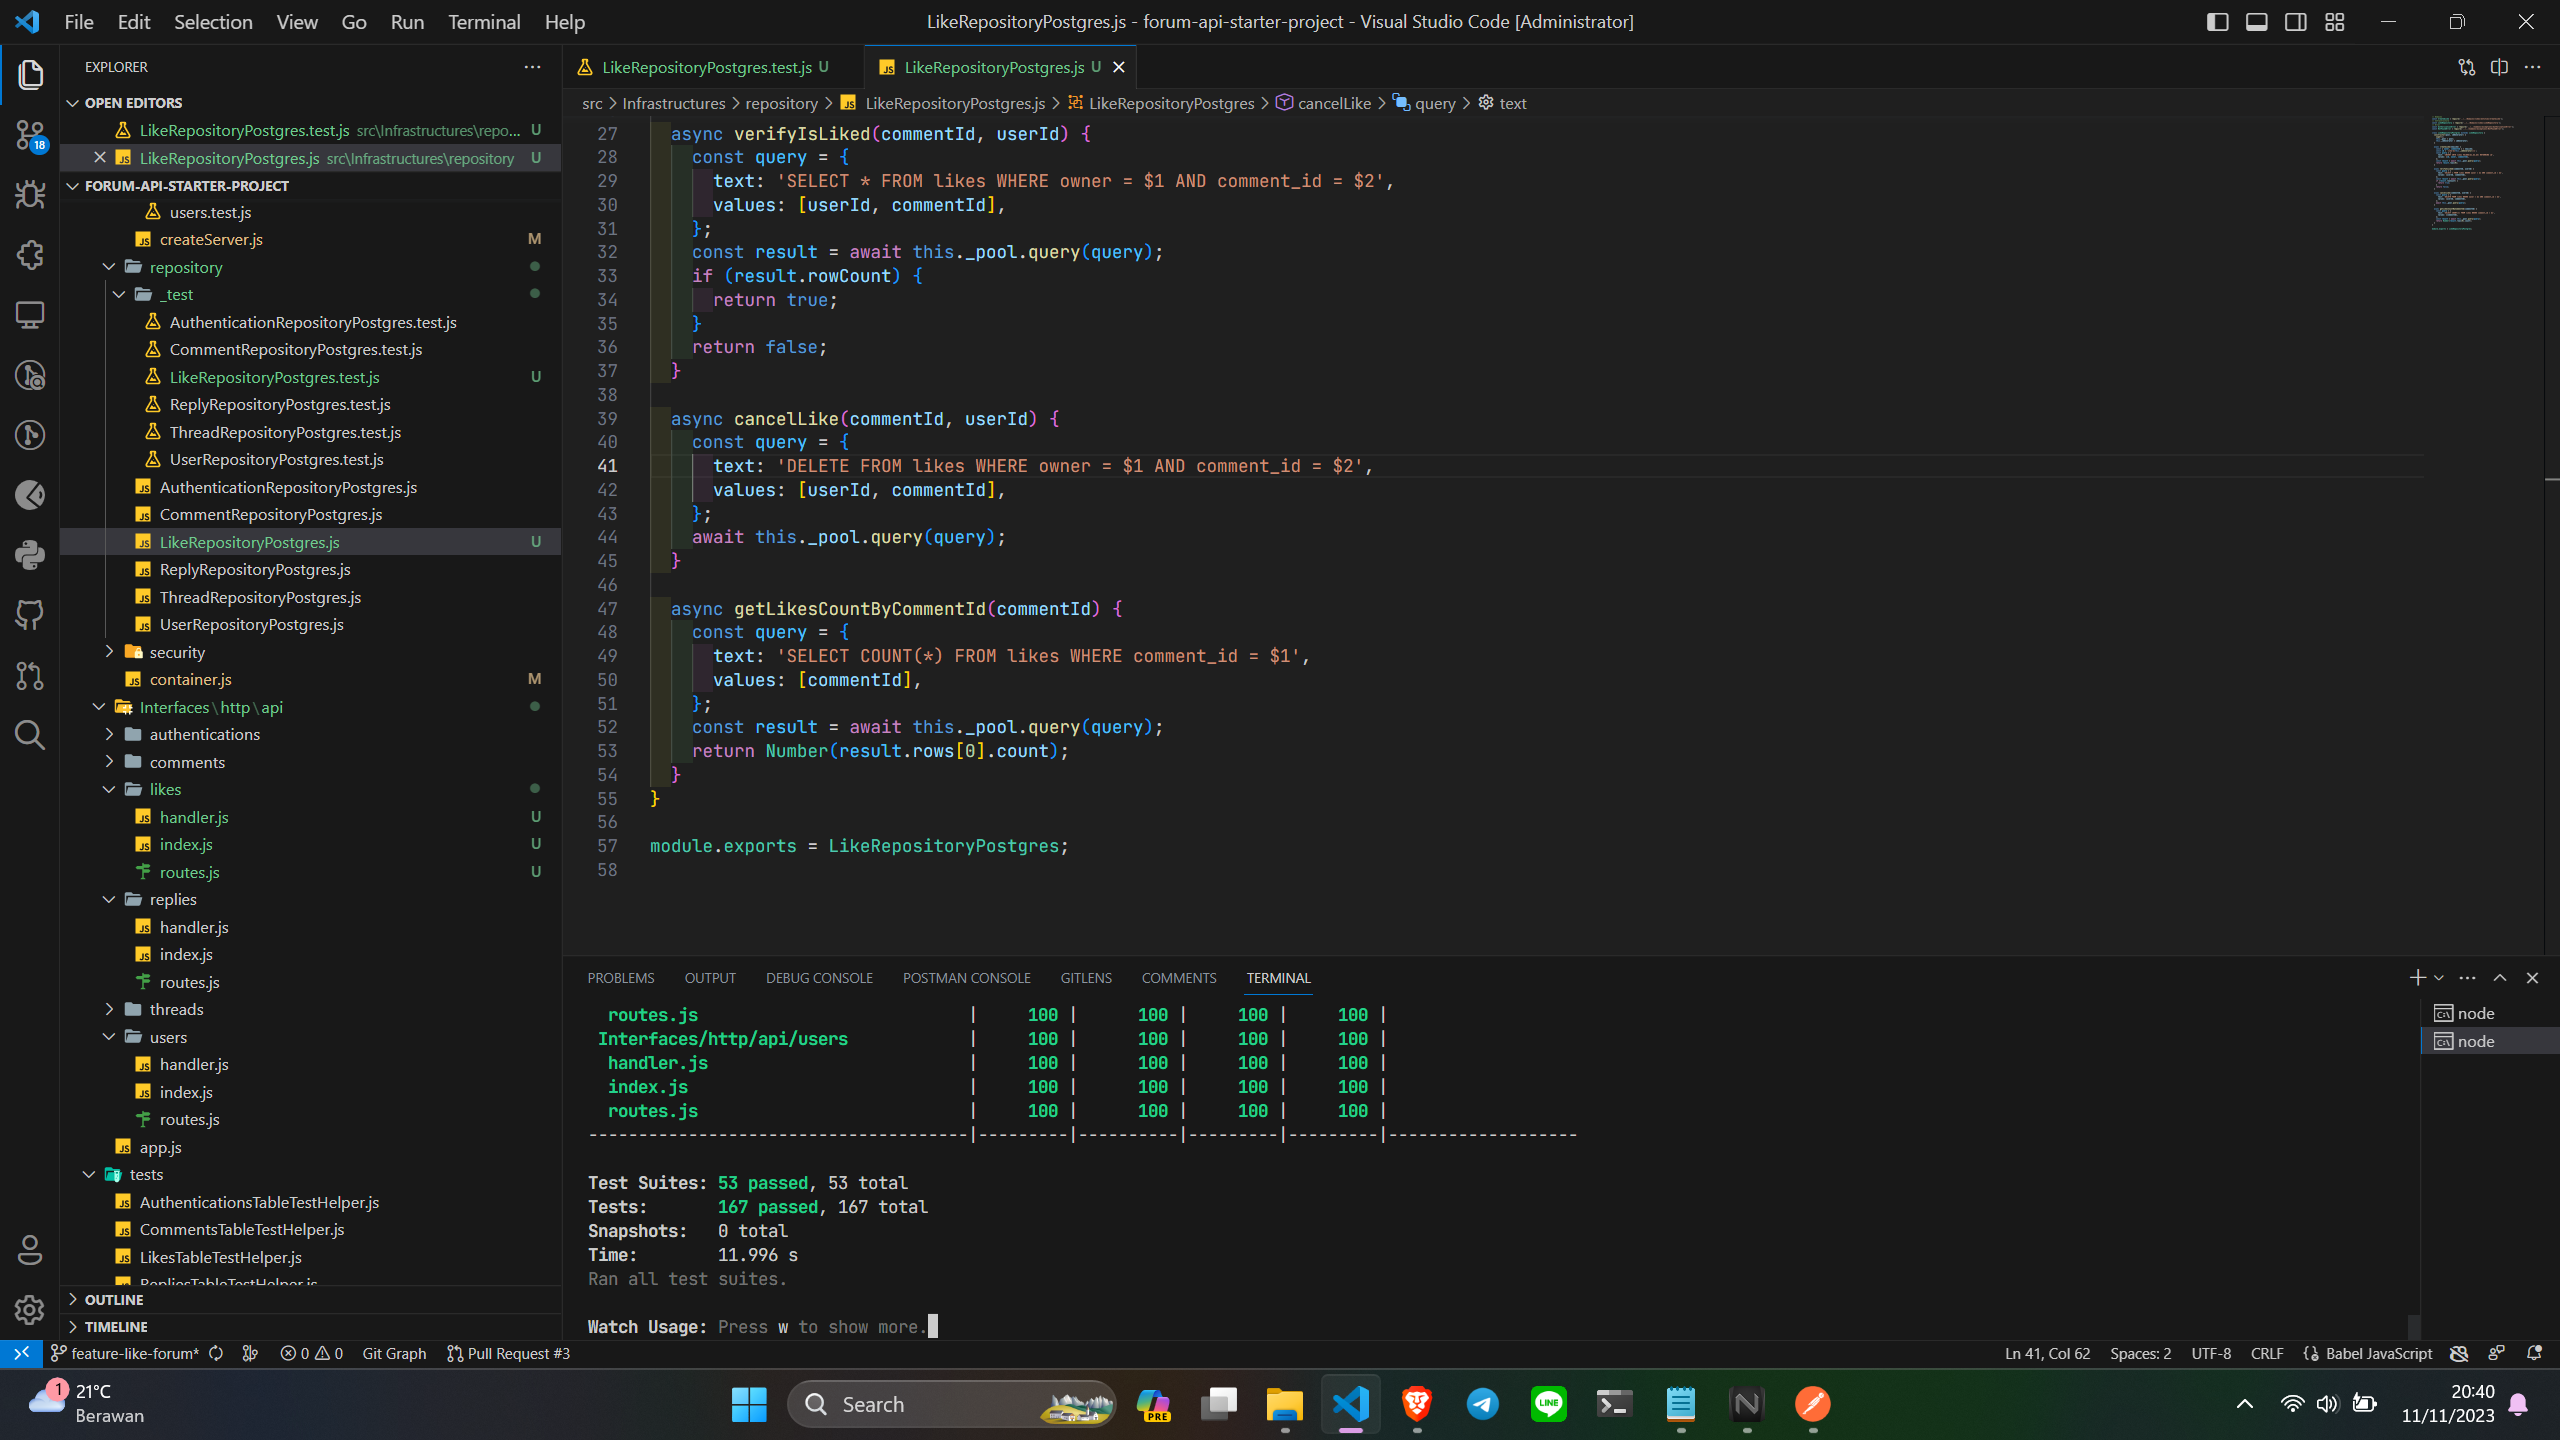 File Edit Selection View Go Run Terminal Help
LikeRepositoryPostgres.js - forum-api-starter-project - Visual Studio Code [Administrator]
EXPLORER
OPEN EDITORS
LikeRepositoryPostgres.test.js src\Infrastructures\repo... U
LikeRepositoryPostgres.js src\Infrastructures\repository U
18
FORUM-API-STARTER-PROJECT
users.test.js
createServer.js M
repository
_test
AuthenticationRepositoryPostgres.test.js
CommentRepositoryPostgres.test.js
LikeRepositoryPostgres.test.js U
ReplyRepositoryPostgres.test.js
ThreadRepositoryPostgres.test.js
UserRepositoryPostgres.test.js
AuthenticationRepositoryPostgres.js
CommentRepositoryPostgres.js
LikeRepositoryPostgres.js U
ReplyRepositoryPostgres.js
ThreadRepositoryPostgres.js
UserRepositoryPostgres.js
security
container.js M
Interfaces\http\api
authentications
comments
likes
handler.js U
index.js U
routes.js U
replies
handler.js
index.js
routes.js
threads
users
handler.js
index.js
routes.js
app.js
tests
AuthenticationsTableTestHelper.js
CommentsTableTestHelper.js
LikesTableTestHelper.js
RepliesTableTestHelper.js
OUTLINE
TIMELINE
LikeRepositoryPostgres.test.js U
LikeRepositoryPostgres.js U
src > Infrastructures > repository > LikeRepositoryPostgres.js > LikeRepositoryPostgres > cancelLike > query > text
27 async verifyIsLiked(commentId, userId) {
28 const query = {
29 text: 'SELECT * FROM likes WHERE owner = $1 AND comment_id = $2',
30 values: [userId, commentId],
31 };
32 const result = await this._pool.query(query);
33 if (result.rowCount) {
34 return true;
35 }
36 return false;
37 }
38
39 async cancelLike(commentId, userId) {
40 const query = {
41 text: 'DELETE FROM likes WHERE owner = $1 AND comment_id = $2',
42 values: [userId, commentId],
43 };
44 await this._pool.query(query);
45 }
46
47 async getLikesCountByCommentId(commentId) {
48 const query = {
49 text: 'SELECT COUNT(*) FROM likes WHERE comment_id = $1',
50 values: [commentId],
51 };
52 const result = await this._pool.query(query);
53 return Number(result.rows[0].count);
54 }
55 }
56
57 module.exports = LikeRepositoryPostgres;
58
PROBLEMS OUTPUT DEBUG CONSOLE POSTMAN CONSOLE GITLENS COMMENTS TERMINAL
routes.js | 100 | 100 | 100 | 100 |
Interfaces/http/api/users | 100 | 100 | 100 | 100 |
handler.js | 100 | 100 | 100 | 100 |
index.js | 100 | 100 | 100 | 100 |
routes.js | 100 | 100 | 100 | 100 |
--------------------------------------|---------|----------|---------|---------|-------------------
Test Suites: 53 passed, 53 total
Tests: 167 passed, 167 total
Snapshots: 0 total
Time: 11.996 s
Ran all test suites.
Watch Usage: Press w to show more.
node
node
feature-like-forum* 0 0 Git Graph Pull Request #3
Ln 41, Col 62 Spaces: 2 UTF-8 CRLF Babel JavaScript
1 21°C
Berawan
Search
PRE
LINE
20:40
11/11/2023